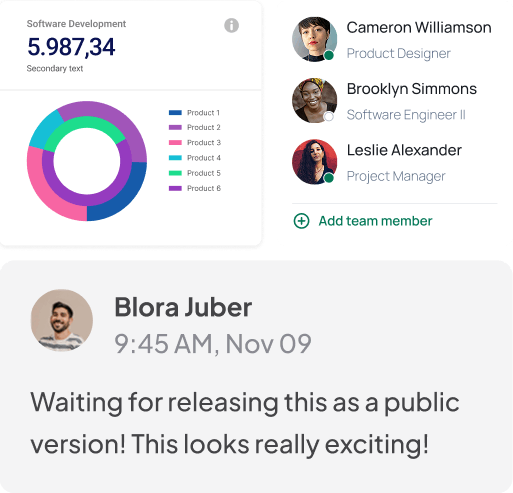 Software Development
5.987,34
Secondary text
Product 1
Product 2
Product 3
Product 4
Product 5
Product 6
Cameron Williamson
Product Designer
Brooklyn Simmons
Software Engineer II
Leslie Alexander
Project Manager
Add team member
Blora Juber
9:45 AM, Nov 09
Waiting for releasing this as a public
version! This looks really exciting!